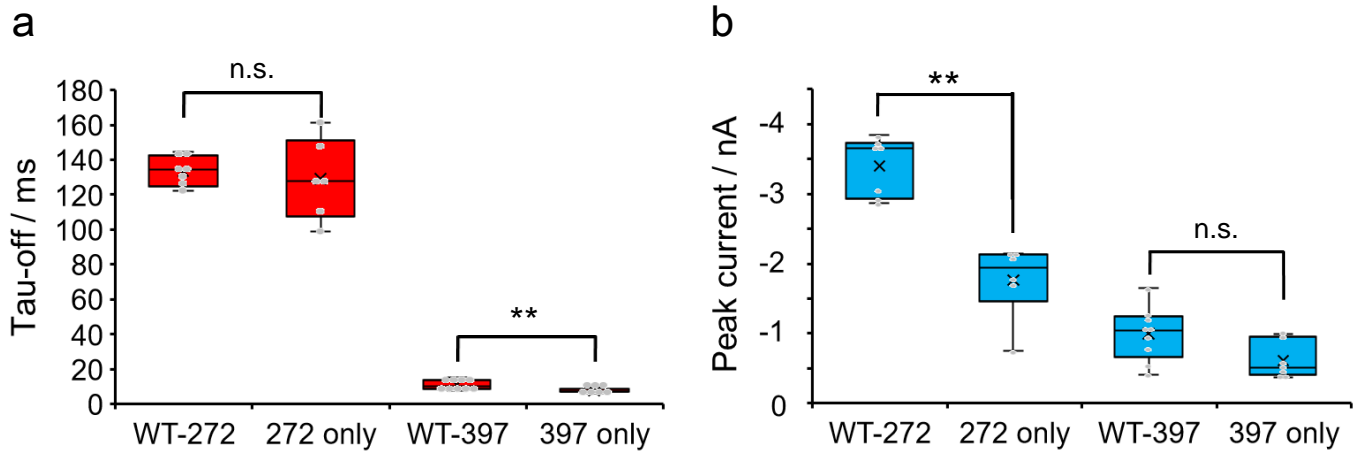 a
n.s.
180
160
140
120
100
80
60
40
20
0
Tau-off / ms
**
WT-272 272 only WT-397 397 only
b
**
-4
-3
-2
-1
0
Peak current / nA
n.s.
WT-272 272 only WT-397 397 only